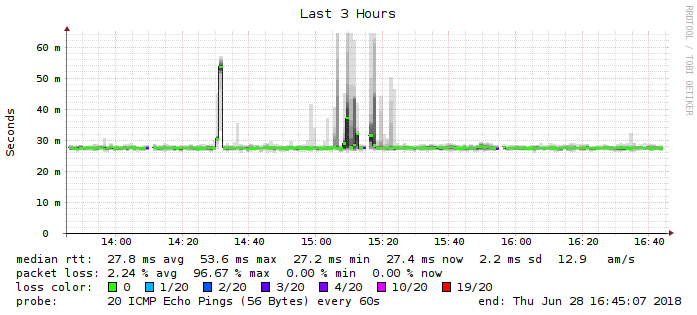 Last 3 Hours
RRDTOOL / TOBI OETIKER
Seconds
60 m
50 m
40 m
30 m
20 m
10 m
0
14:00 14:20 14:40 15:00 15:20 15:40 16:00 16:20 16:40
median rtt: 27.8 ms avg 53.6 ms max 27.2 ms min 27.4 ms now 2.2 ms sd 12.9 am/s
packet loss: 2.24 % avg 96.67 % max 0.00 % min 0.00 % now
loss color: 0 1/20 2/20 3/20 4/20 10/20 19/20
probe: 20 ICMP Echo Pings (56 Bytes) every 60s end: Thu Jun 28 16:45:07 2018